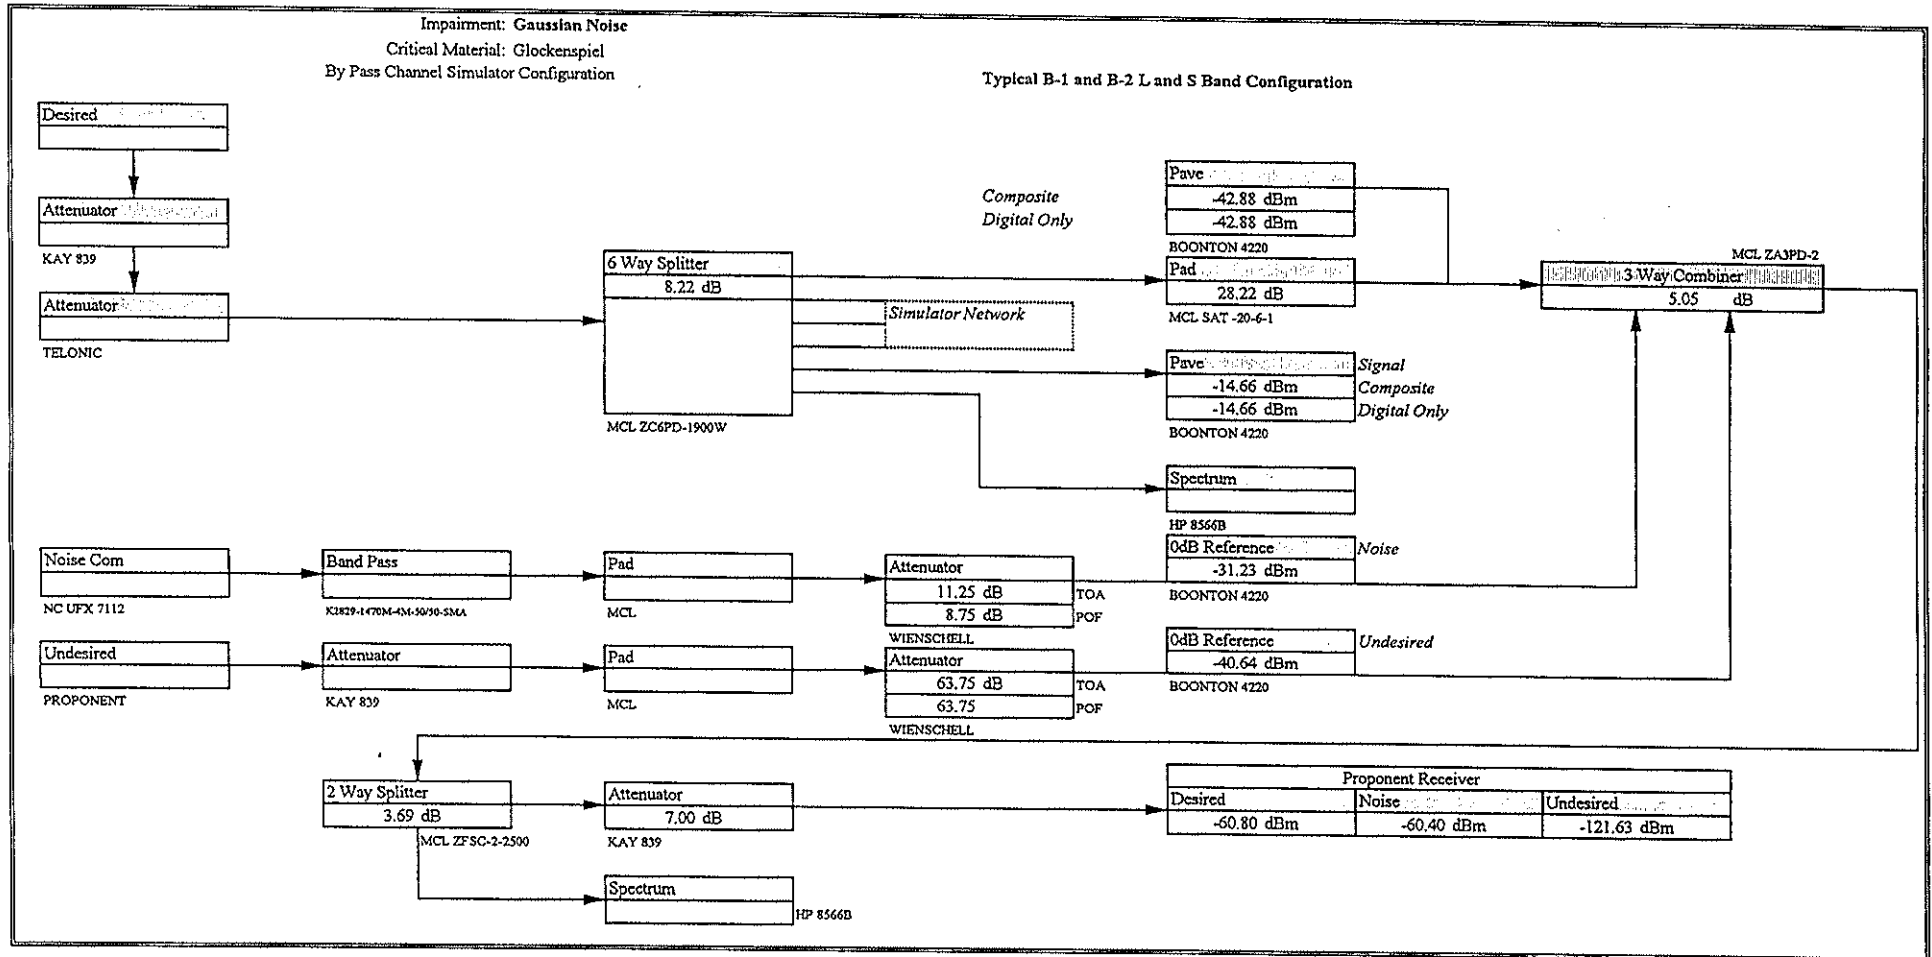 Impairment: Gaussian Noise
Critical Material: Glockenspiel
By Pass Channel Simulator Configuration
Typical B-1 and B-2 L and S Band Configuration
Desired
Attenuator
KAY 839
Attenuator
TELONIC
6 Way Splitter
8.22 dB
MCL ZC6PD-1900W
Simulator Network
Composite
Digital Only
Pave
-42.88 dBm
-42.88 dBm
BOONTON 4220
Pad
28.22 dB
MCL SAT -20-6-1
MCL ZA3PD-2
3 Way Combiner
5.05 dB
Pave
Signal
-14.66 dBm
Composite
-14.66 dBm
Digital Only
BOONTON 4220
Spectrum
HP 8566B
Noise Com
NC UFX 7112
Band Pass
K2829-1470M-4M-50/50-SMA
Pad
MCL
Attenuator
11.25 dB
TOA
8.75 dB
POF
WIENSCHELL
0dB Reference
Noise
-31.23 dBm
BOONTON 4220
Undesired
PROPONENT
Attenuator
KAY 839
Pad
MCL
Attenuator
63.75 dB
TOA
63.75
POF
WIENSCHELL
0dB Reference
Undesired
-40.64 dBm
BOONTON 4220
2 Way Splitter
3.69 dB
MCL ZFSC-2-2500
Attenuator
7.00 dB
KAY 839
Spectrum
HP 8566B
Proponent Receiver
Desired
Noise
Undesired
-60.80 dBm
-60.40 dBm
-121.63 dBm